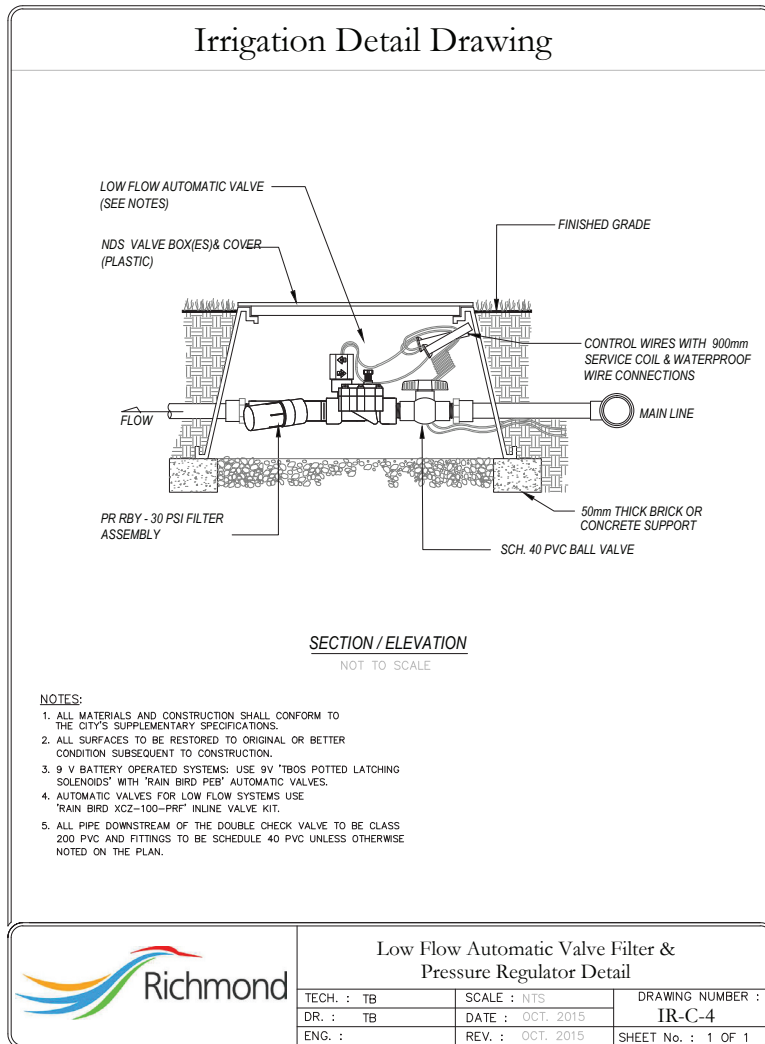 Irrigation Detail Drawing
LOW FLOW AUTOMATIC VALVE
(SEE NOTES)
FINISHED GRADE
NDS VALVE BOX(ES)& COVER
(PLASTIC)
CONTROL WIRES WITH 900mm
SERVICE COIL & WATERPROOF
WIRE CONNECTIONS
FLOW
MAIN LINE
PR RBY - 30 PSI FILTER
ASSEMBLY
50mm THICK BRICK OR
CONCRETE SUPPORT
SCH. 40 PVC BALL VALVE
SECTION / ELEVATION
NOT TO SCALE
NOTES:
1. ALL MATERIALS AND CONSTRUCTION SHALL CONFORM TO
THE CITY'S SUPPLEMENTARY SPECIFICATIONS.
2. ALL SURFACES TO BE RESTORED TO ORIGINAL OR BETTER
CONDITION SUBSEQUENT TO CONSTRUCTION.
3. 9 V BATTERY OPERATED SYSTEMS: USE 9V 'TBOS POTTED LATCHING
SOLENOIDS' WITH 'RAIN BIRD PEB' AUTOMATIC VALVES.
4. AUTOMATIC VALVES FOR LOW FLOW SYSTEMS USE
'RAIN BIRD XCZ-100-PRF' INLINE VALVE KIT.
5. ALL PIPE DOWNSTREAM OF THE DOUBLE CHECK VALVE TO BE CLASS
200 PVC AND FITTINGS TO BE SCHEDULE 40 PVC UNLESS OTHERWISE
NOTED ON THE PLAN.
Richmond
Low Flow Automatic Valve Filter &
Pressure Regulator Detail
TECH. : TB
SCALE : NTS
DRAWING NUMBER :
DR. : TB
DATE : OCT. 2015
IR-C-4
ENG. :
REV. : OCT. 2015
SHEET No. : 1 OF 1